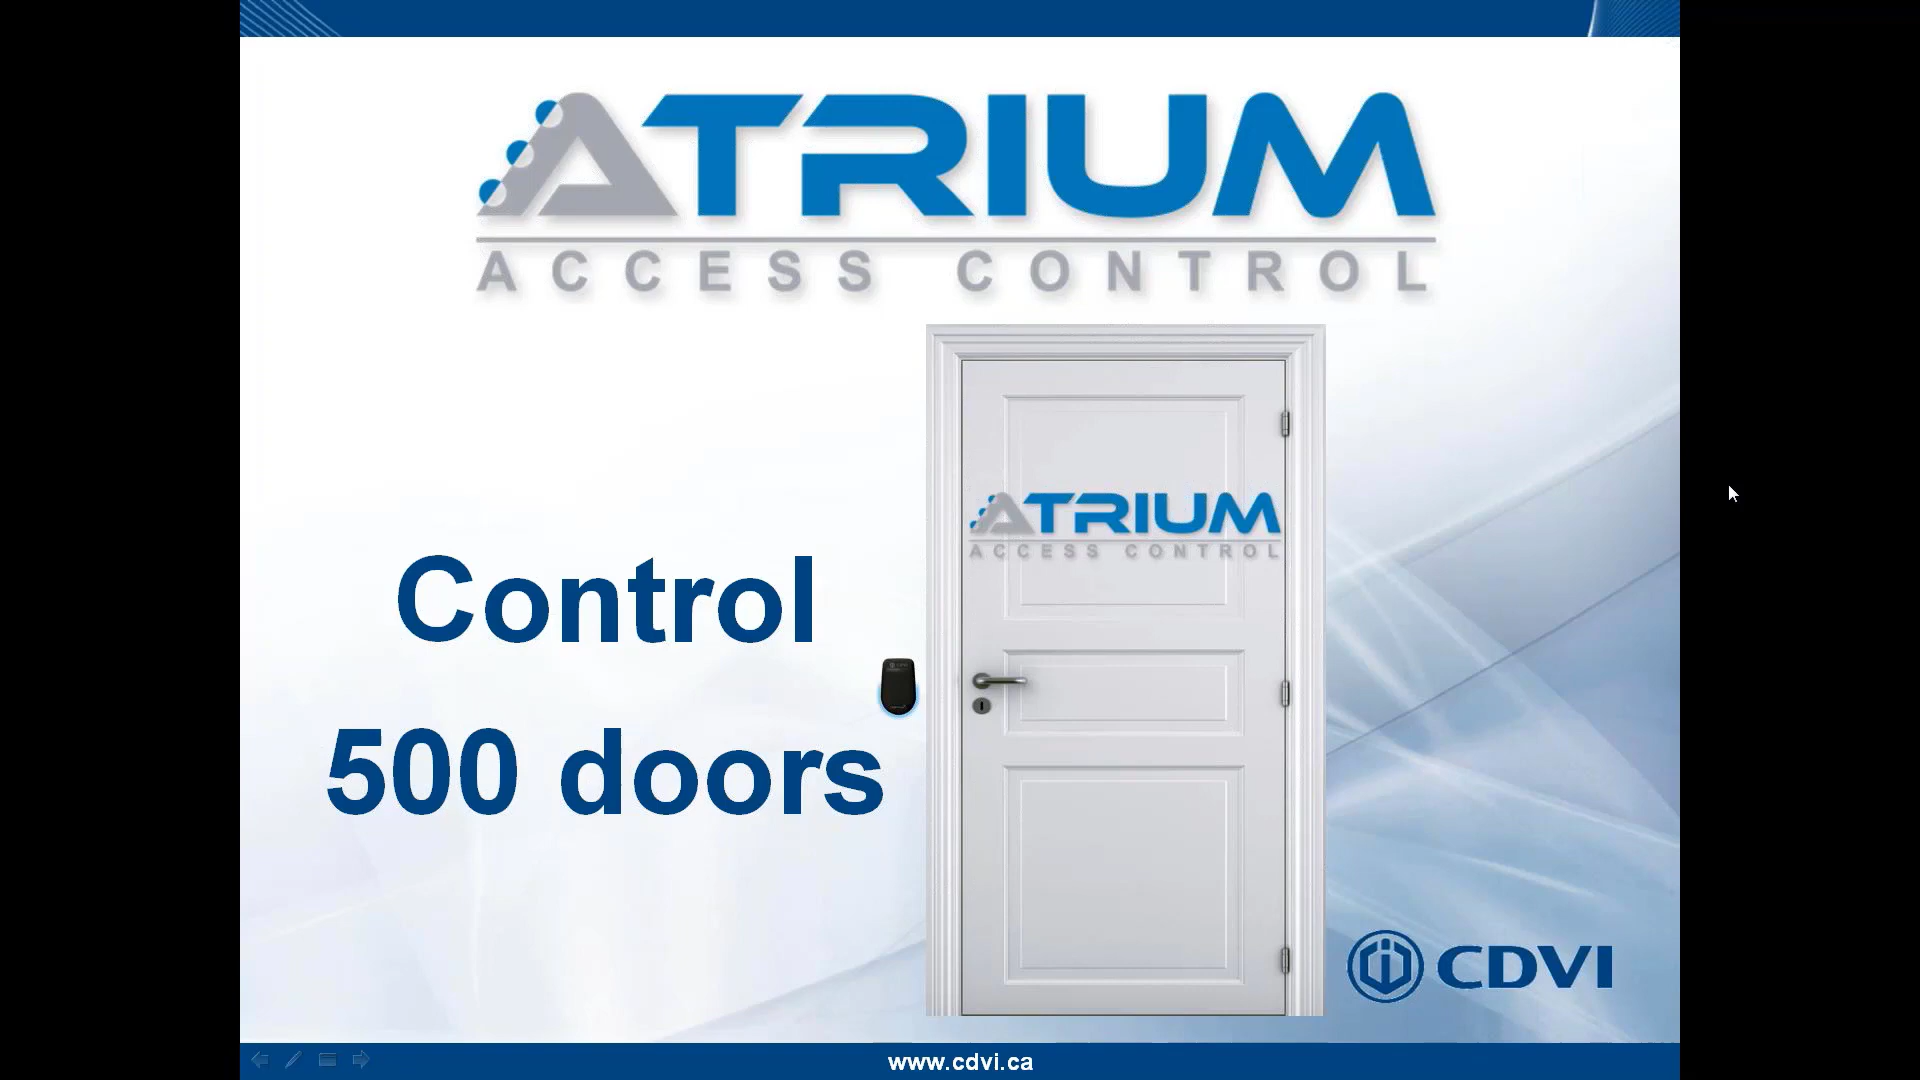 ATRIUM
ACCESS CONTROL
ATRIUM
ACCESS CONTROL
Control
500 doors
CDVI
www.cdvi.ca